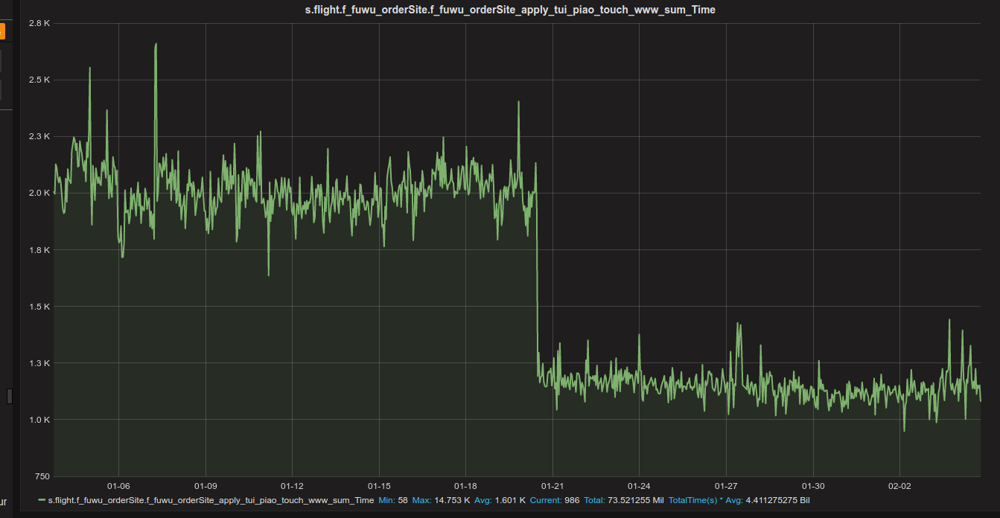 s.flight.f_fuwu_orderSite.f_fuwu_orderSite_apply_tui_piao_touch_www_sum_Time
2.8 K
2.5 K
2.3 K
2.0 K
1.8 K
1.5 K
1.3 K
1.0 K
750
01-06 01-09 01-12 01-15 01-18 01-21 01-24 01-27 01-30 02-02
s.flight.f_fuwu_orderSite.f_fuwu_orderSite_apply_tui_piao_touch_www_sum_Time Min: 58 Max: 14.753 K Avg: 1.601 K Current: 986 Total: 73.521255 Mil TotalTime(s) * Avg: 4.411275275 Bil
ur